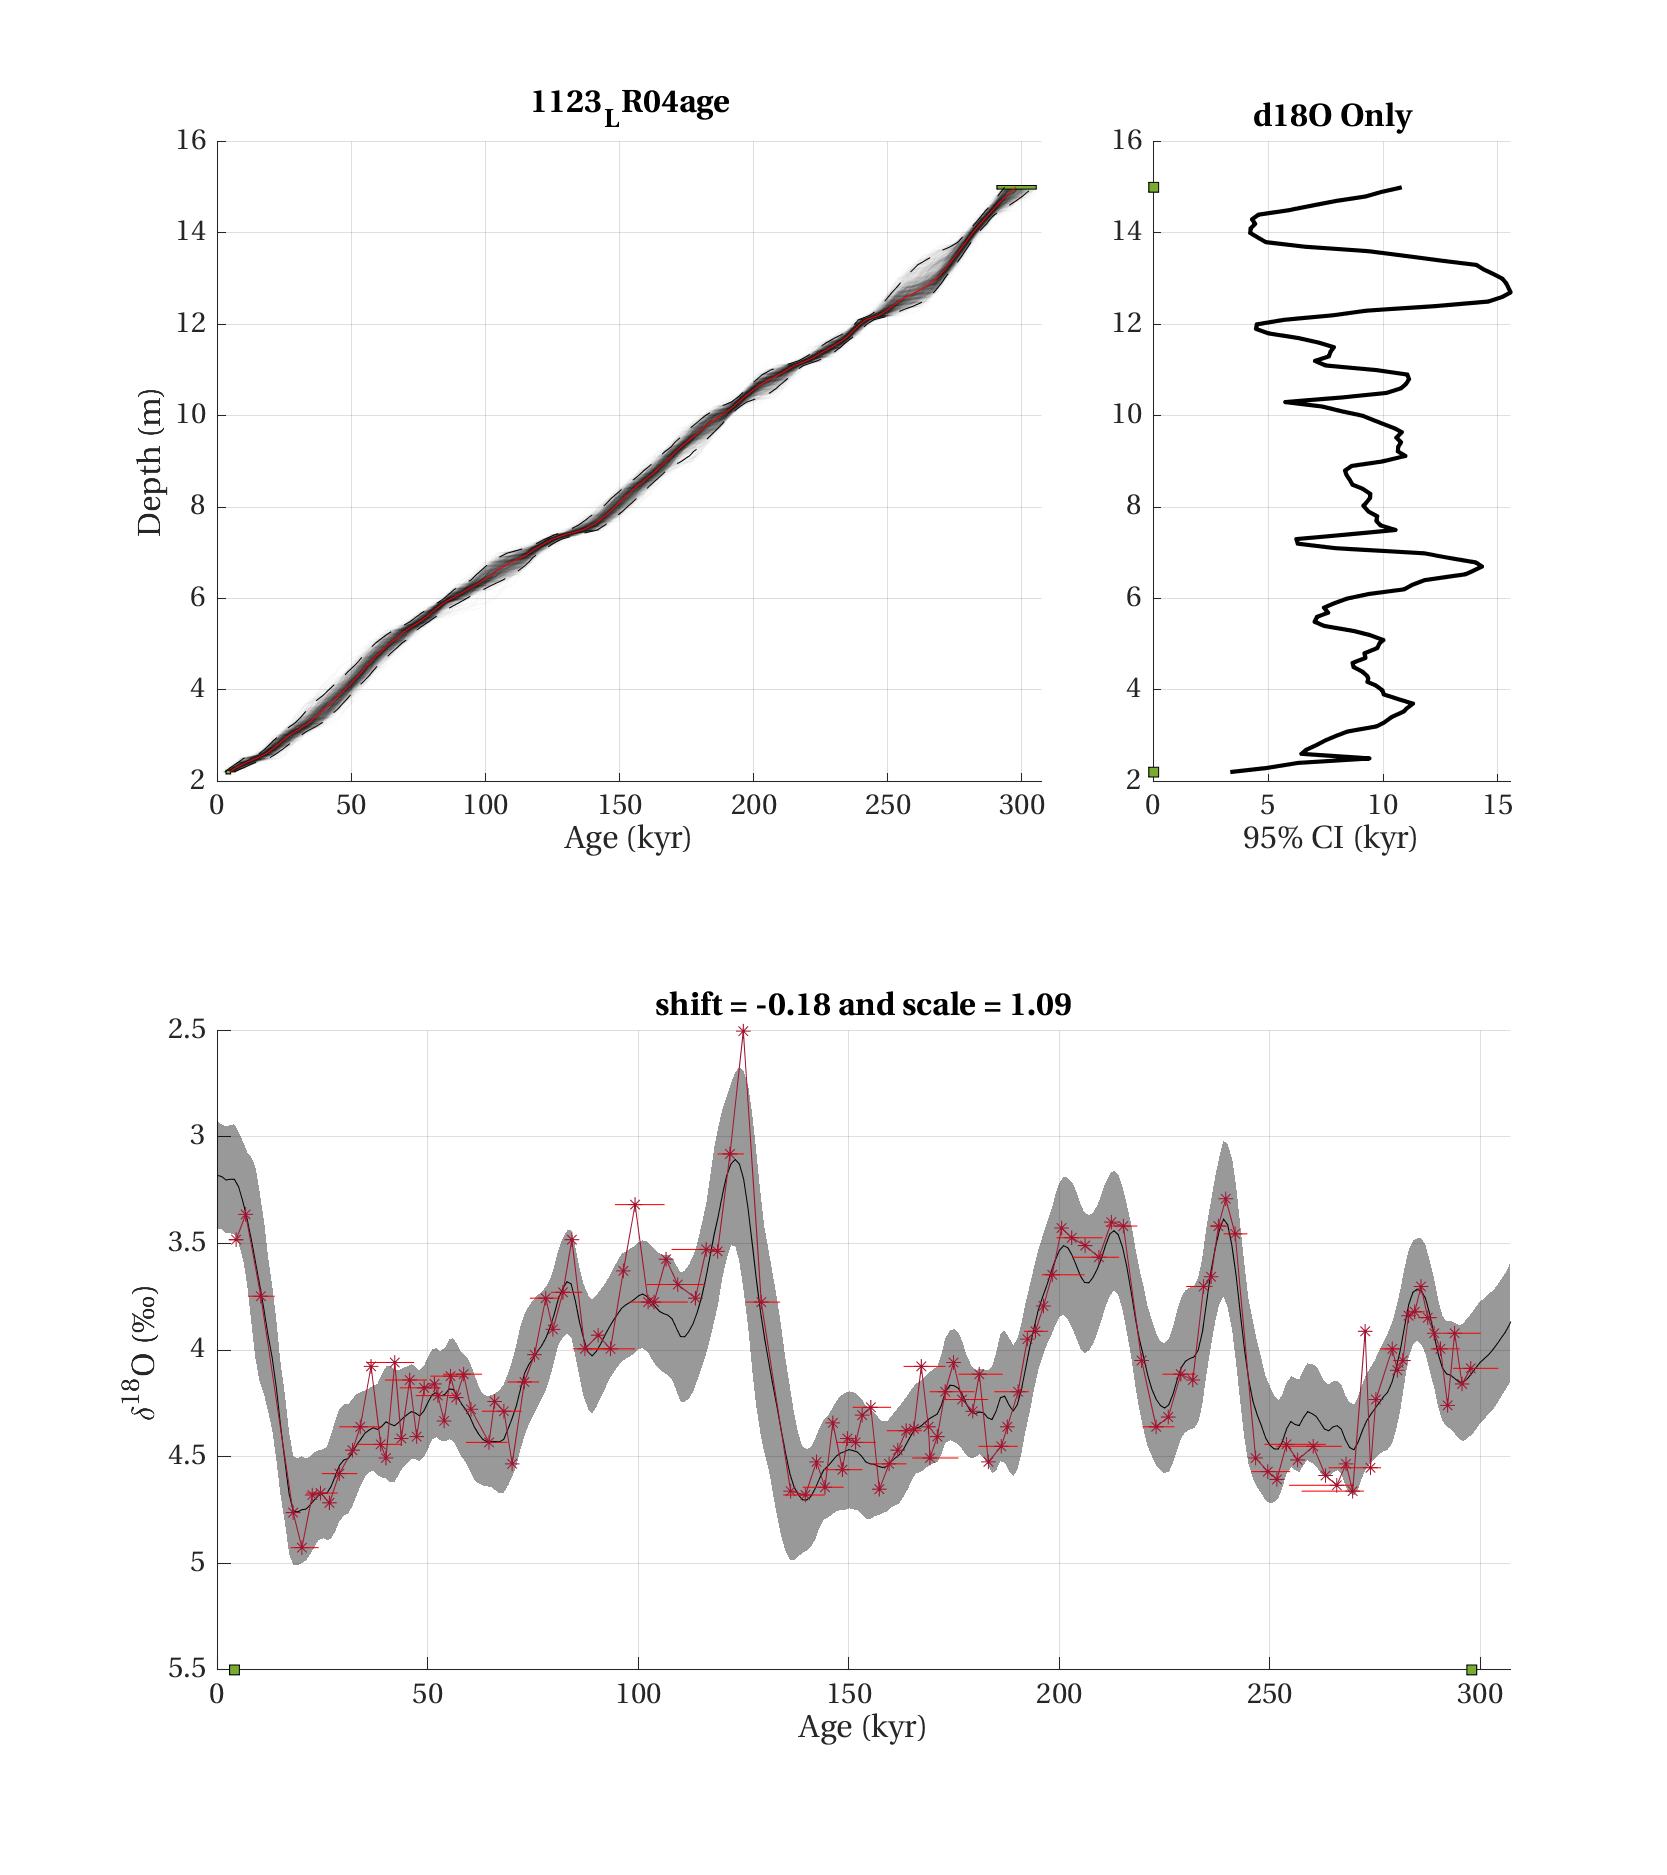 1123LR04age
d18O Only
16
14
12
10
8
6
4
2
Depth (m)
0 50 100 150 200 250 300
Age (kyr)
16
14
12
10
8
6
4
2
0 5 10 15
95% CI (kyr)
shift = -0.18 and scale = 1.09
2.5
3
3.5
4
4.5
5
5.5
δ18O (‰)
0 50 100 150 200 250 300
Age (kyr)